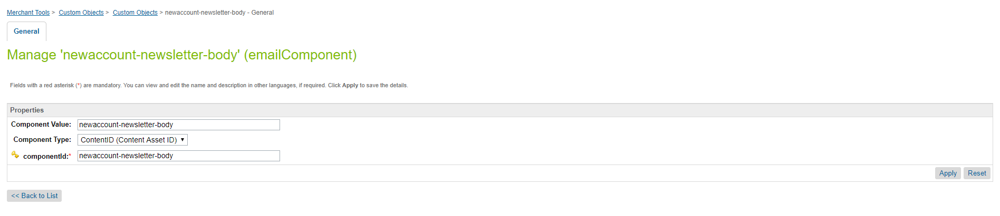 Merchant Tools > Custom Objects > Custom Objects > newaccount-newsletter-body - General
General
Manage 'newaccount-newsletter-body' (emailComponent)
Fields with a red asterisk (*) are mandatory. You can view and edit the name and description in other languages, if required. Click Apply to save the details.
Properties
Component Value: newaccount-newsletter-body
Component Type: ContentID (Content Asset ID)
componentId:* newaccount-newsletter-body
Apply Reset
<< Back to List